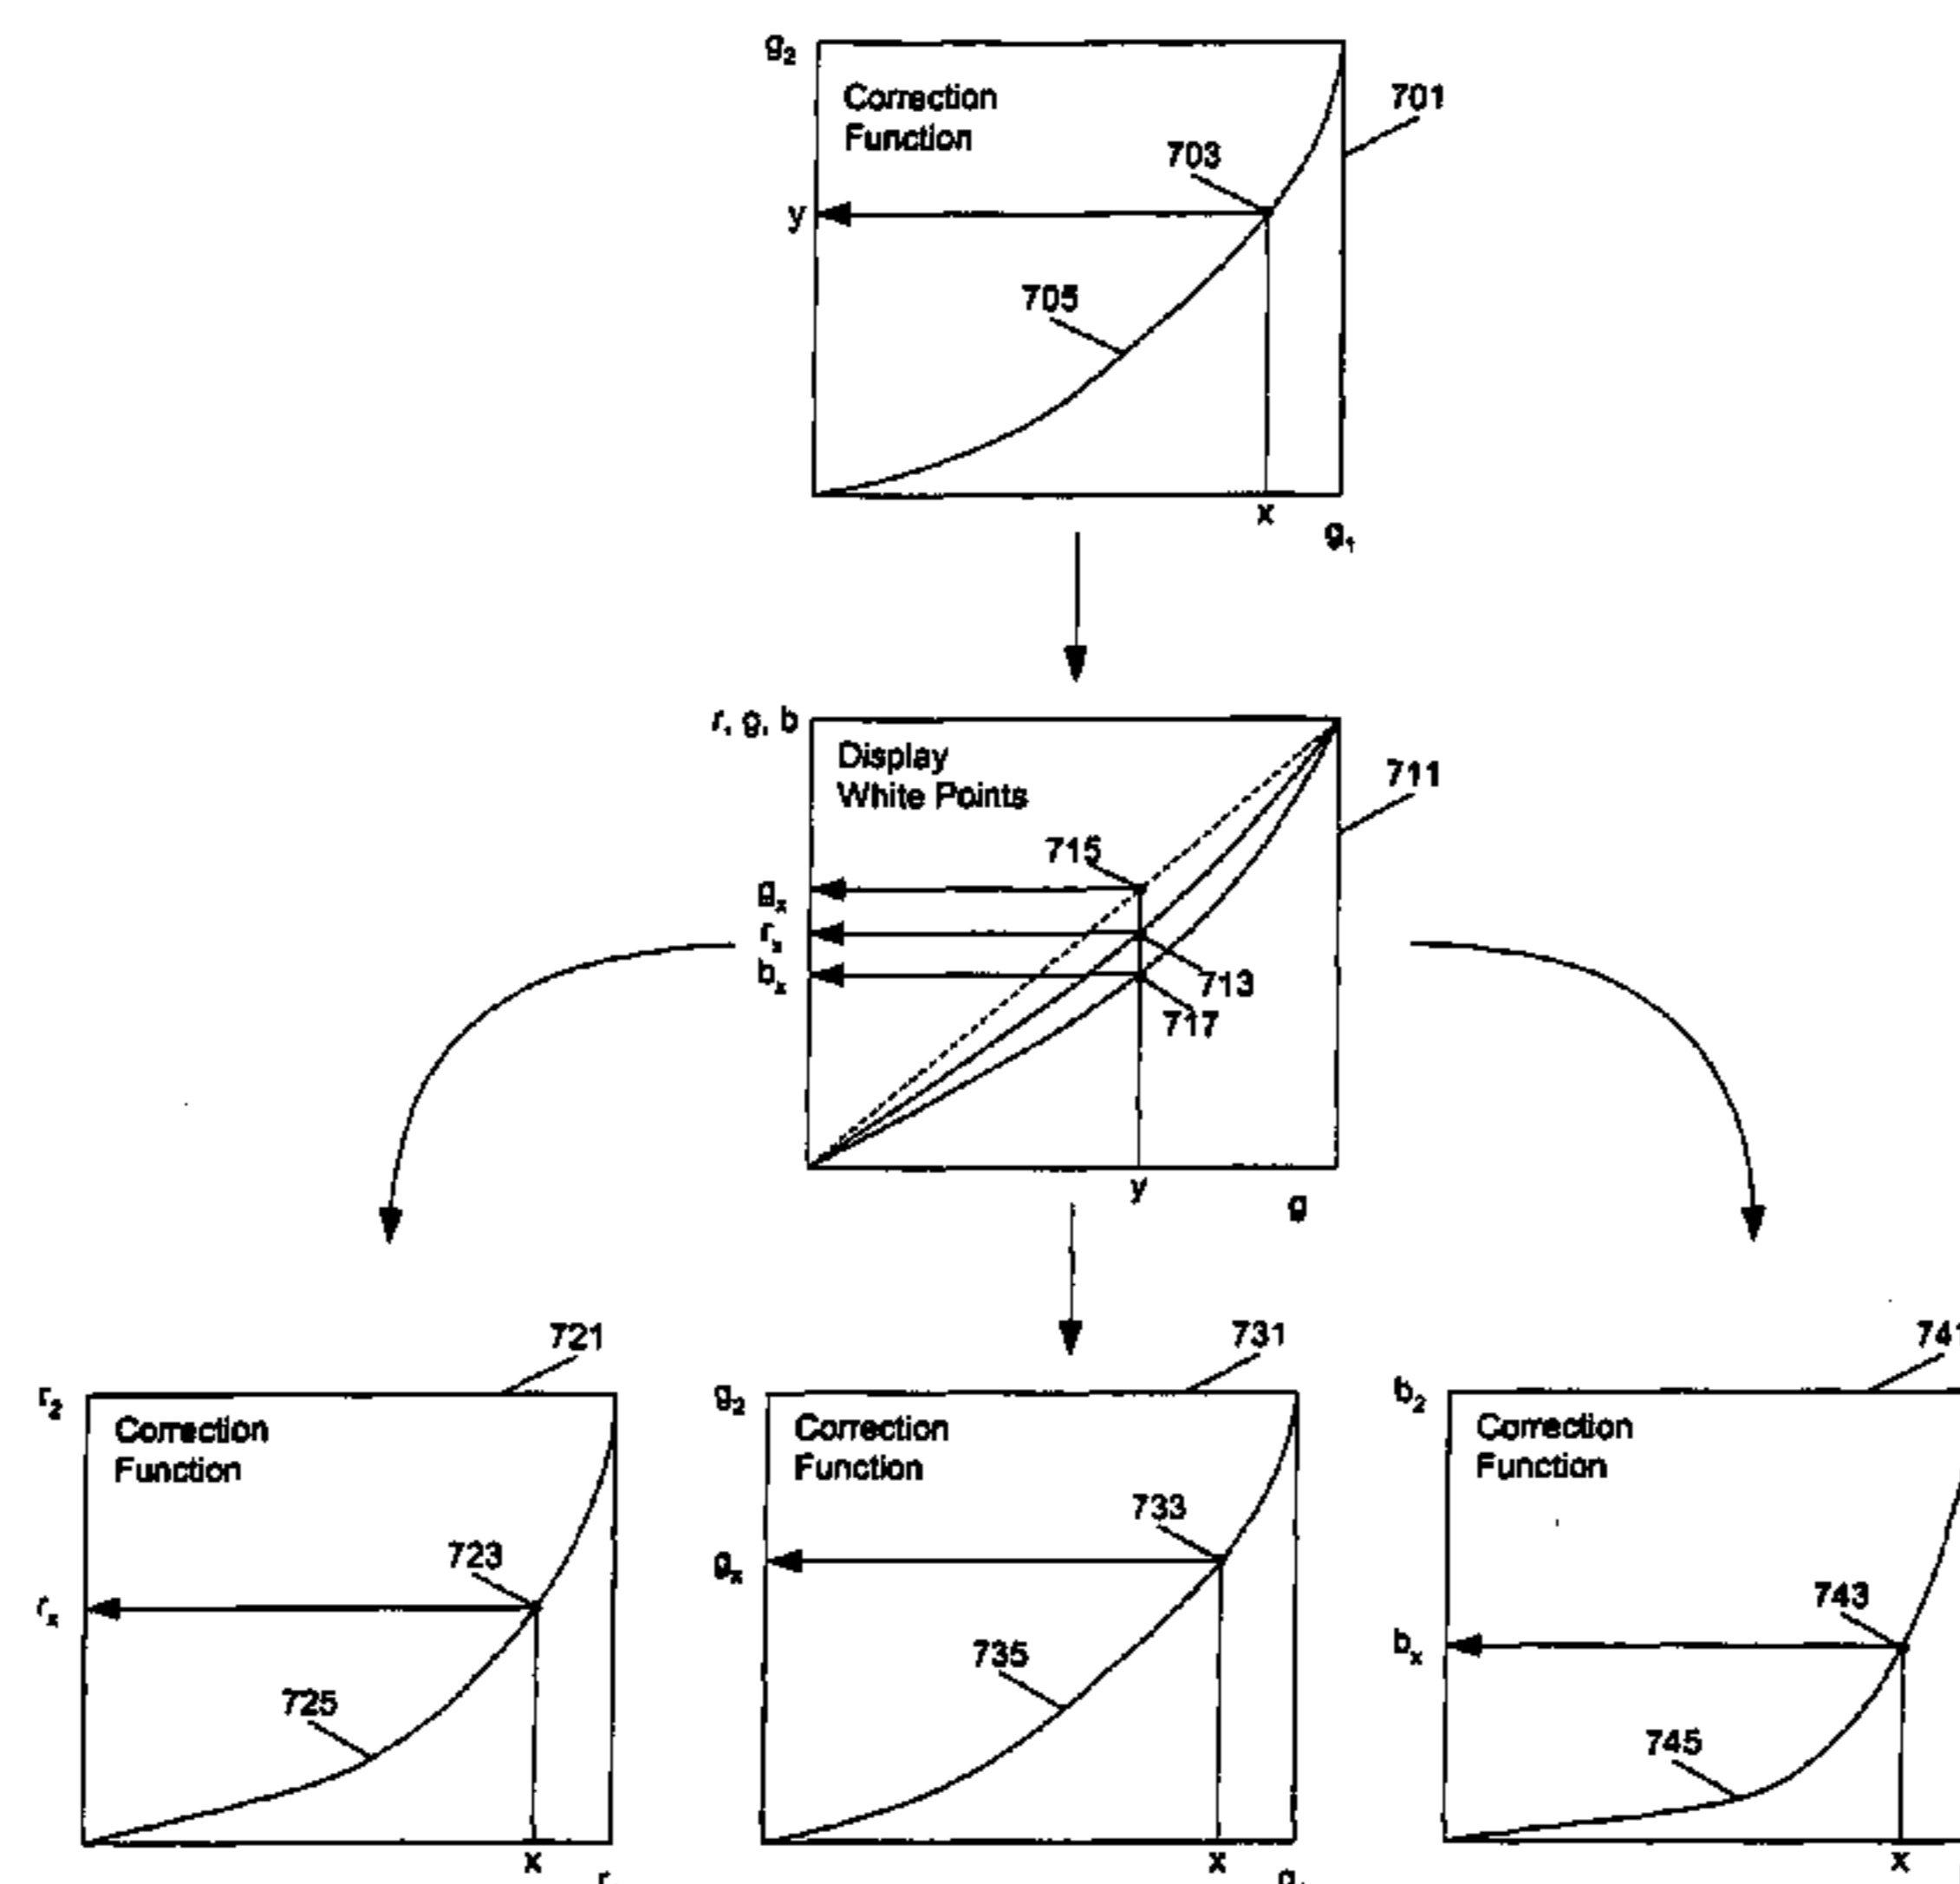 g₂
Correction
Function
701
703
y
705
x
g₁
r, g, b
Display
White Points
711
715
gₓ
rₓ
bₓ
713
717
y
g
721
731
741
r₂
Correction
Function
723
rₓ
725
x
g₂
Correction
Function
733
gₓ
735
x
b₂
Correction
Function
743
bₓ
745
x